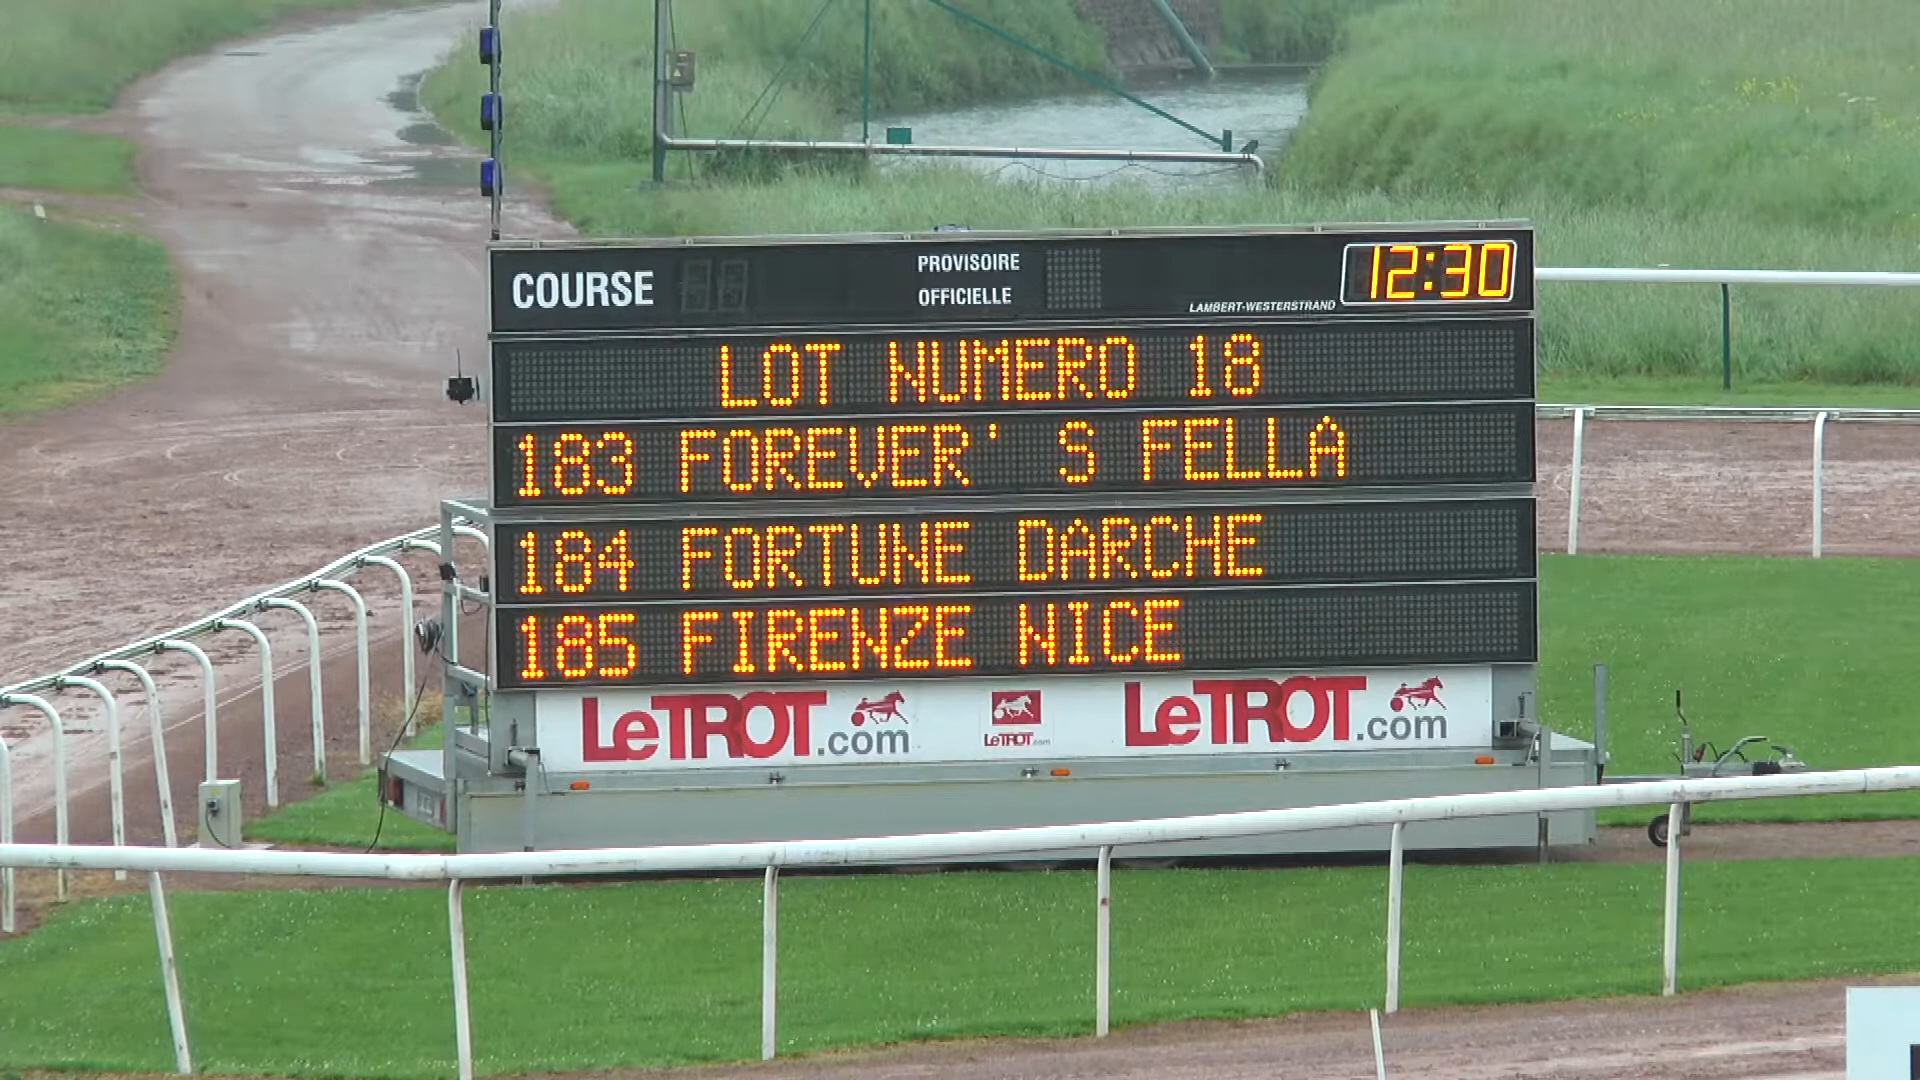 COURSE
PROVISOIRE
OFFICIELLE
LAMBERT-WESTERSTRAND
12:30
LOT NUMERO 18
183 FOREVER' S FELLA
184 FORTUNE DARCHE
185 FIRENZE NICE
LeTROT.com
LeTROT.com
LeTROT.com